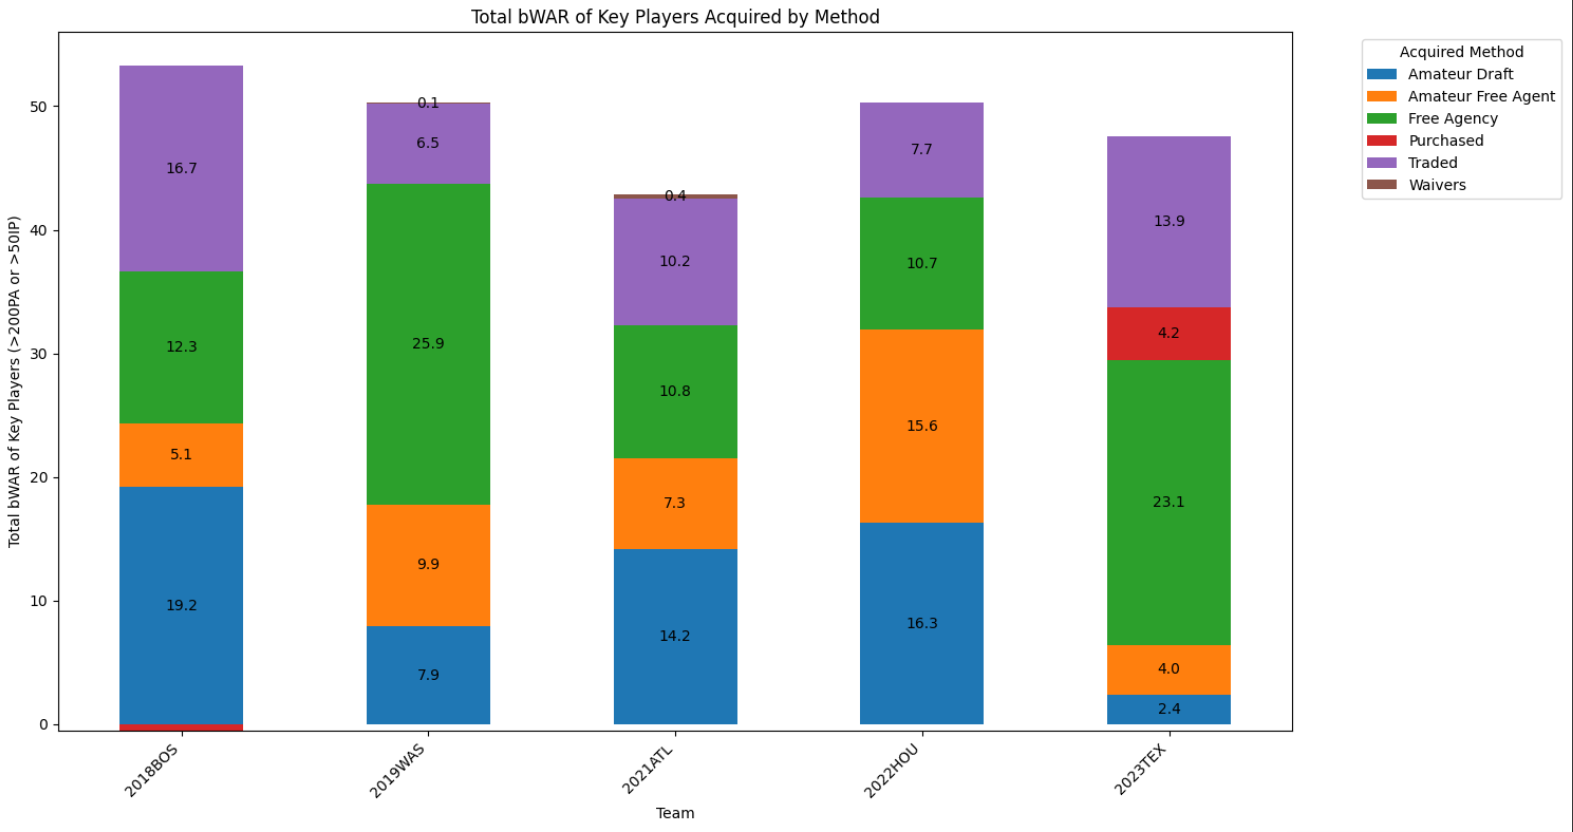 Total bWAR of Key Players Acquired by Method
Total bWAR of Key Players (>200PA or >50IP)
50
40
30
20
10
0
16.7
12.3
5.1
19.2
0.1
6.5
25.9
9.9
7.9
0.4
10.2
10.8
7.3
14.2
7.7
10.7
15.6
16.3
13.9
4.2
23.1
4.0
2.4
2018BOS
2019WAS
2021ATL
2022HOU
2023TEX
Team
Acquired Method
Amateur Draft
Amateur Free Agent
Free Agency
Purchased
Traded
Waivers